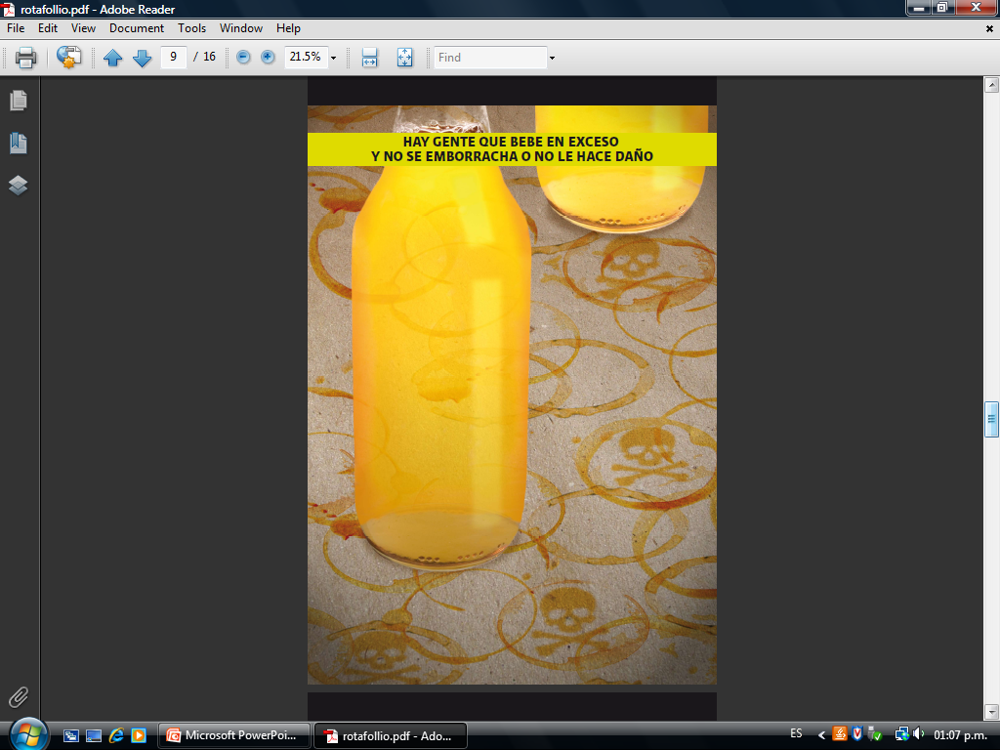 rotafollio.pdf - Adobe Reader
File Edit View Document Tools Window Help
9 / 16 21.5% Find
HAY GENTE QUE BEBE EN EXCESO
Y NO SE EMBORRACHA O NO LE HACE DAÑO
Microsoft PowerPoi... rotafollio.pdf - Ado... ES 01:07 p.m.